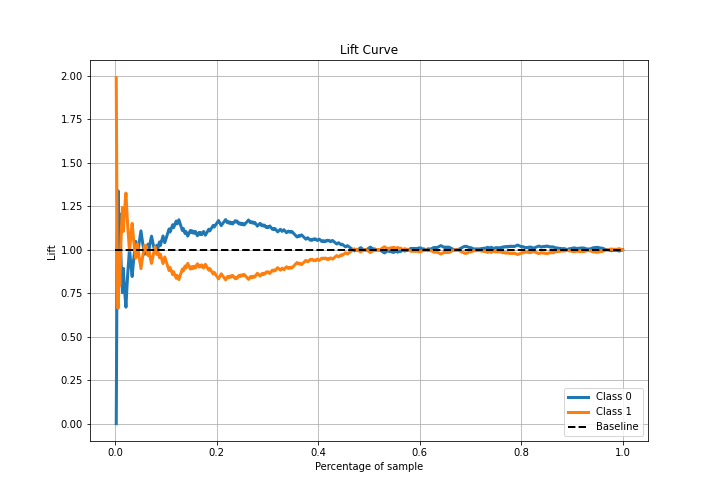 Lift Curve
2.00
1.75
1.50
1.25
1.00
0.75
0.50
0.25
0.00
Lift
0.0 0.2 0.4 0.6 0.8 1.0
Percentage of sample
Class 0
Class 1
Baseline